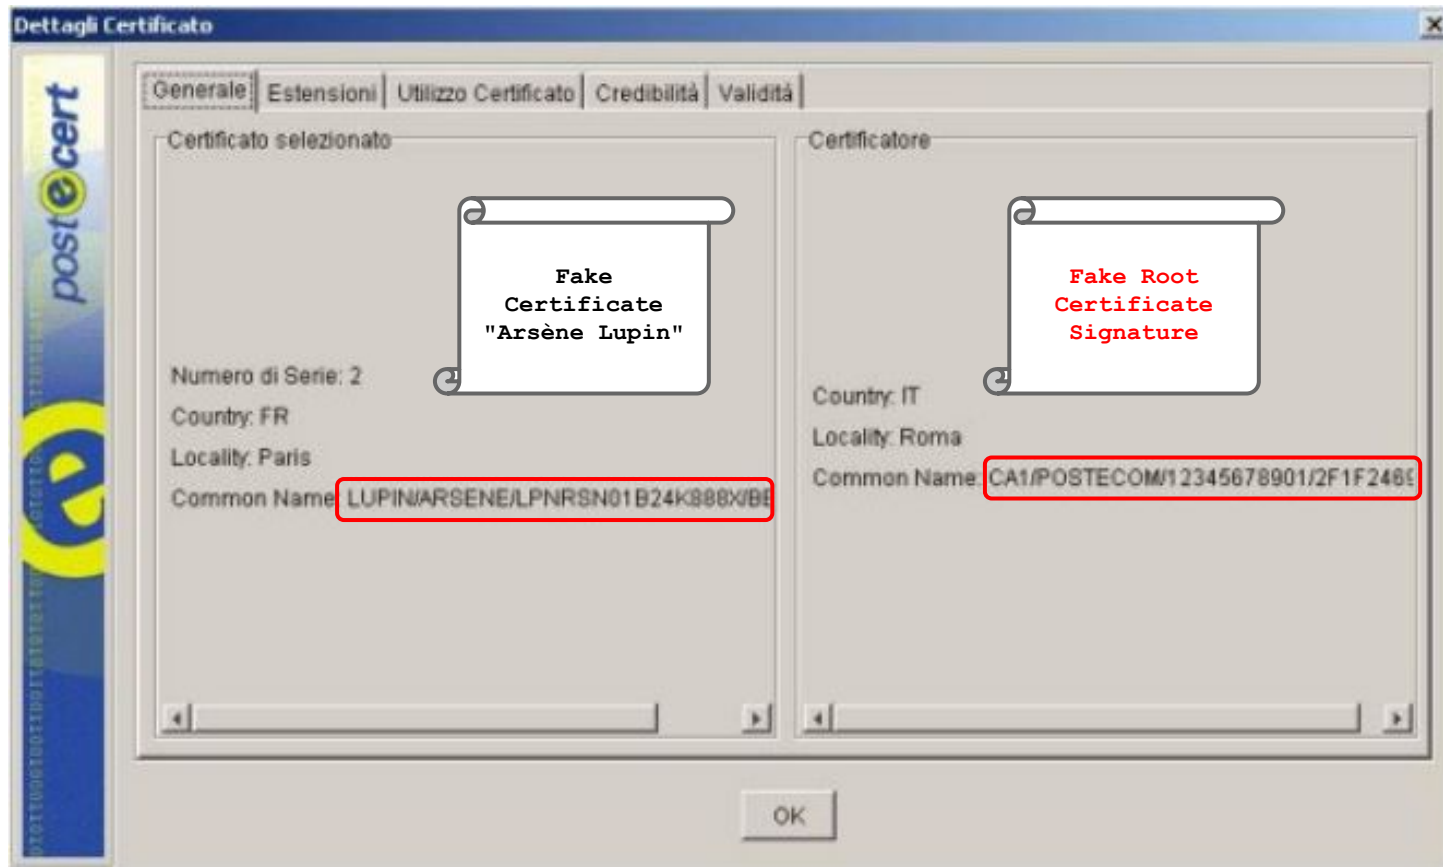 Dettagli Certificato
postecert
Generale Estensioni Utilizzo Certificato Credibilità Validità
Certificato selezionato
Fake
Certificate
"Arsène Lupin"
Numero di Serie: 2
Country: FR
Locality: Paris
Common Name: LUPIN/ARSENE/LPNRSN01B24K888X/BE
Certificatore
Fake Root
Certificate
Signature
Country: IT
Locality: Roma
Common Name: CA1/POSTECOM/12345678901/2F1F2469
OK